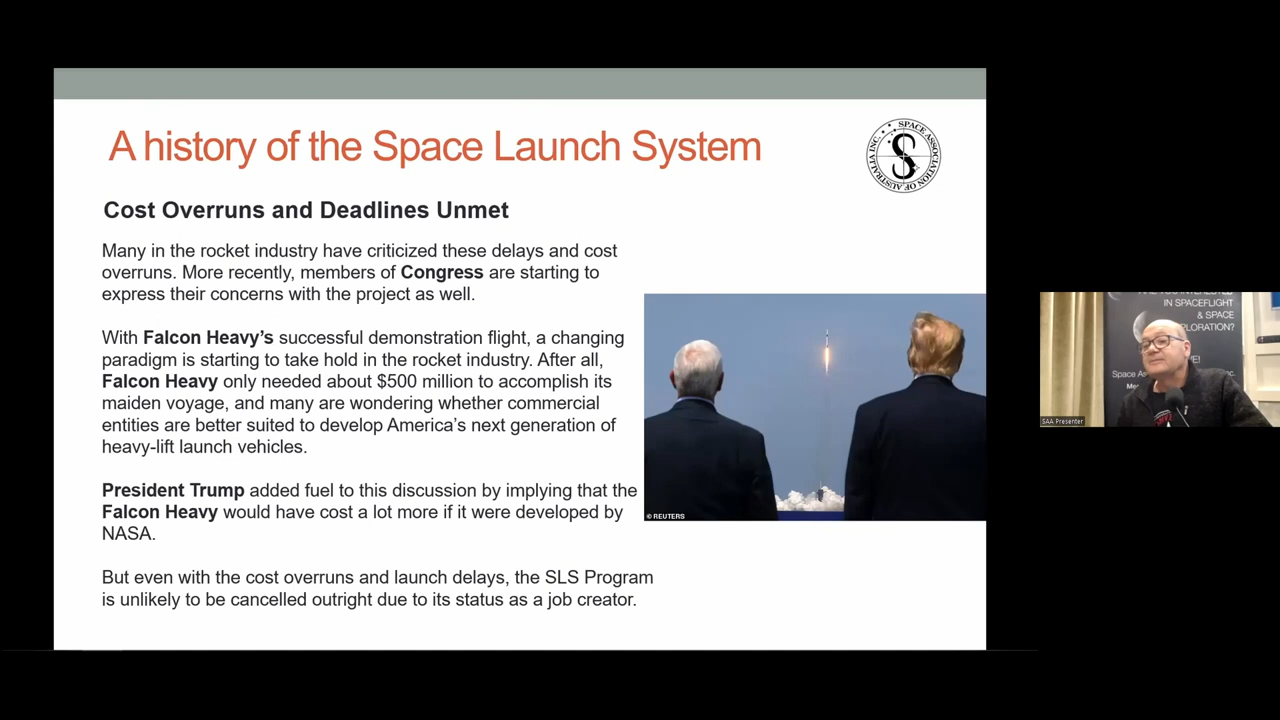 A history of the Space Launch System
SPACE ASSOCIATION OF AUSTRALIA INC.
Cost Overruns and Deadlines Unmet
Many in the rocket industry have criticized these delays and cost
overruns. More recently, members of Congress are starting to
express their concerns with the project as well.
With Falcon Heavy’s successful demonstration flight, a changing
paradigm is starting to take hold in the rocket industry. After all,
Falcon Heavy only needed about $500 million to accomplish its
maiden voyage, and many are wondering whether commercial
entities are better suited to develop America’s next generation of
heavy-lift launch vehicles.
President Trump added fuel to this discussion by implying that the
Falcon Heavy would have cost a lot more if it were developed by
NASA.
But even with the cost overruns and launch delays, the SLS Program
is unlikely to be cancelled outright due to its status as a job creator.
© REUTERS
IN SPACEFLIGHT
& SPACE
Space
SAA Presenter